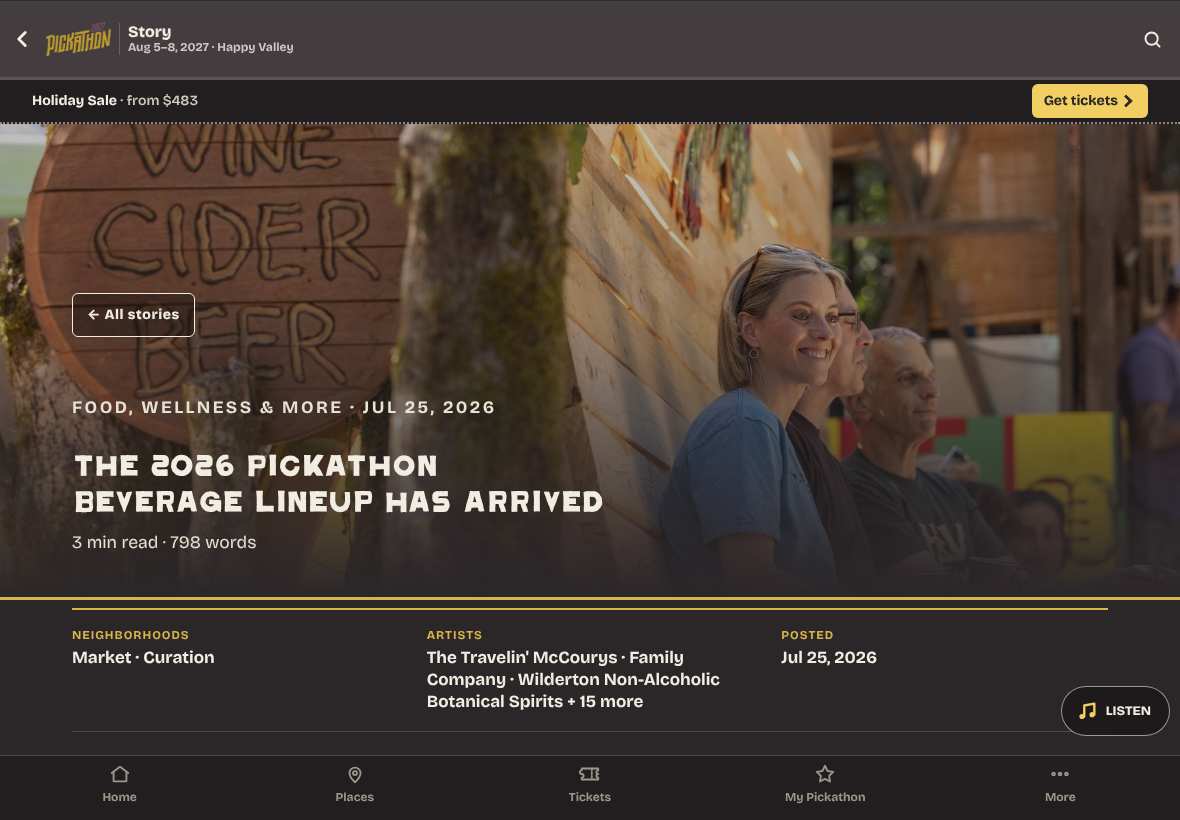 PICKATHON
Story
Aug 5–8, 2027 · Happy Valley
Holiday Sale · from $483
Get tickets
WINE
CIDER
BEER
← All stories
FOOD, WELLNESS & MORE · JUL 25, 2026
THE 2026 PICKATHON
BEVERAGE LINEUP HAS ARRIVED
3 min read · 798 words
NEIGHBORHOODS
Market · Curation
ARTISTS
The Travelin' McCourys · Family
Company · Wilderton Non-Alcoholic
Botanical Spirits + 15 more
POSTED
Jul 25, 2026
LISTEN
Home
Places
Tickets
My Pickathon
More